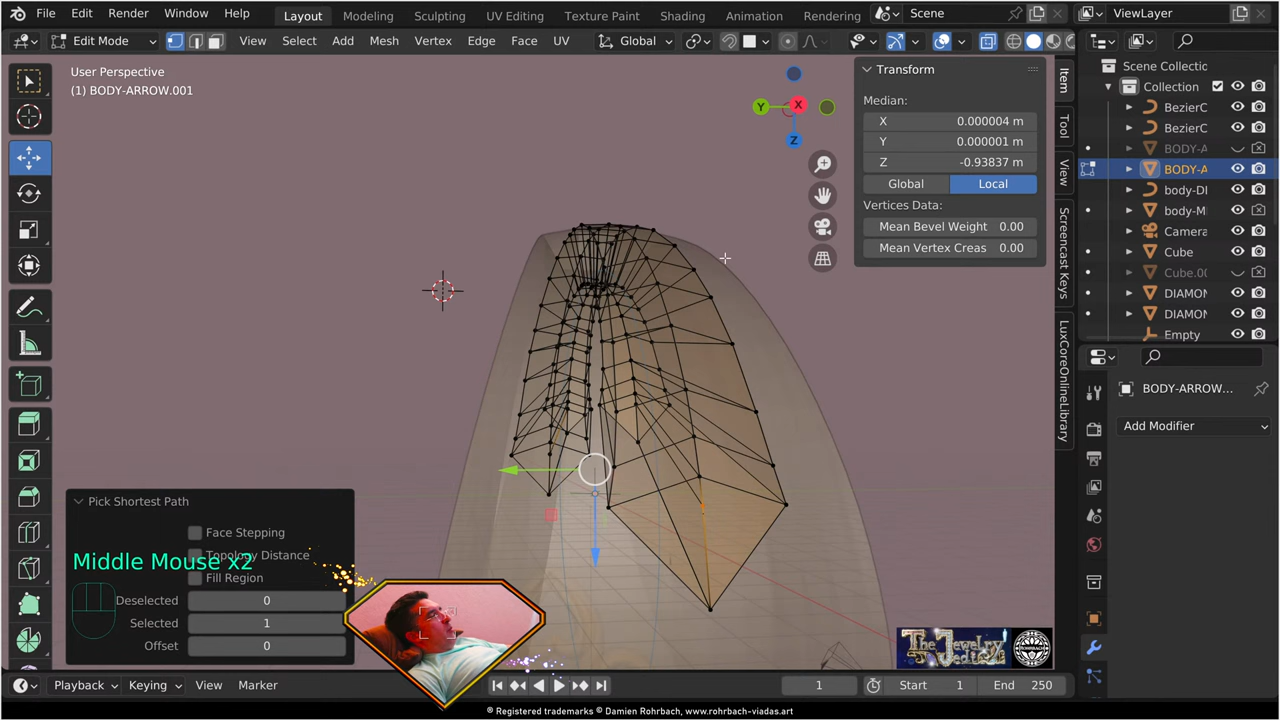 File Edit Render Window Help
Layout Modeling Sculpting UV Editing Texture Paint Shading Animation Rendering
Scene
ViewLayer
Edit Mode
View Select Add Mesh Vertex Edge Face UV
Global
User Perspective
(1) BODY-ARROW.001
Transform
Median:
X 0.000004 m
Y 0.000001 m
Z -0.93837 m
Global Local
Vertices Data:
Mean Bevel Weight 0.00
Mean Vertex Creas 0.00
Y
X
Z
Item
Tool
View
Screencast Keys
LuxCoreOnlineLibrary
Scene Collectic
Collection
BezierC
BezierC
BODY-A
BODY-A
body-DI
body-MI
Camera
Cube
Cube.00
DIAMON
DIAMON
Empty
BODY-ARROW...
Add Modifier
Pick Shortest Path
Face Stepping
Topology Distance
Fill Region
Deselected 0
Selected 1
Offset 0
Middle Mouse x2
The Jewelry
Playback Keying View Marker
1
Start 1
End 250
® Registered trademarks © Damien Rohrbach, www.rohrbach-viadas.art